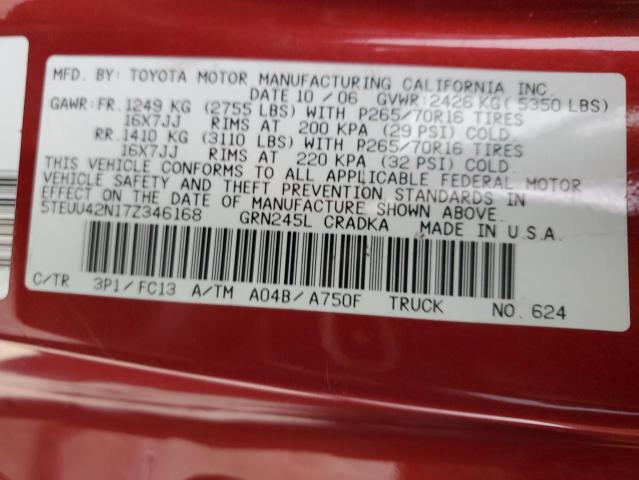 MFD. BY: TOYOTA MOTOR MANUFACTURING CALIFORNIA INC.
DATE 10 / 06 GVWR: 2426 KG ( 5350 LBS)
GAWR: FR. 1249 KG (2755 LBS) WITH P265/70R16 TIRES
16X7JJ RIMS AT 200 KPA (29 PSI) COLD.
RR. 1410 KG (3110 LBS) WITH P265/70R16 TIRES
16X7JJ RIMS AT 220 KPA (32 PSI) COLD.
THIS VEHICLE CONFORMS TO ALL APPLICABLE FEDERAL MOTOR
VEHICLE SAFETY AND THEFT PREVENTION STANDARDS IN
EFFECT ON THE DATE OF MANUFACTURE SHOWN ABOVE.
5TEUU42N17Z346168 GRN245L CRADKA MADE IN U.S.A.
C/TR 3P1/FC13 A/TM A04B/A750F TRUCK NO. 624